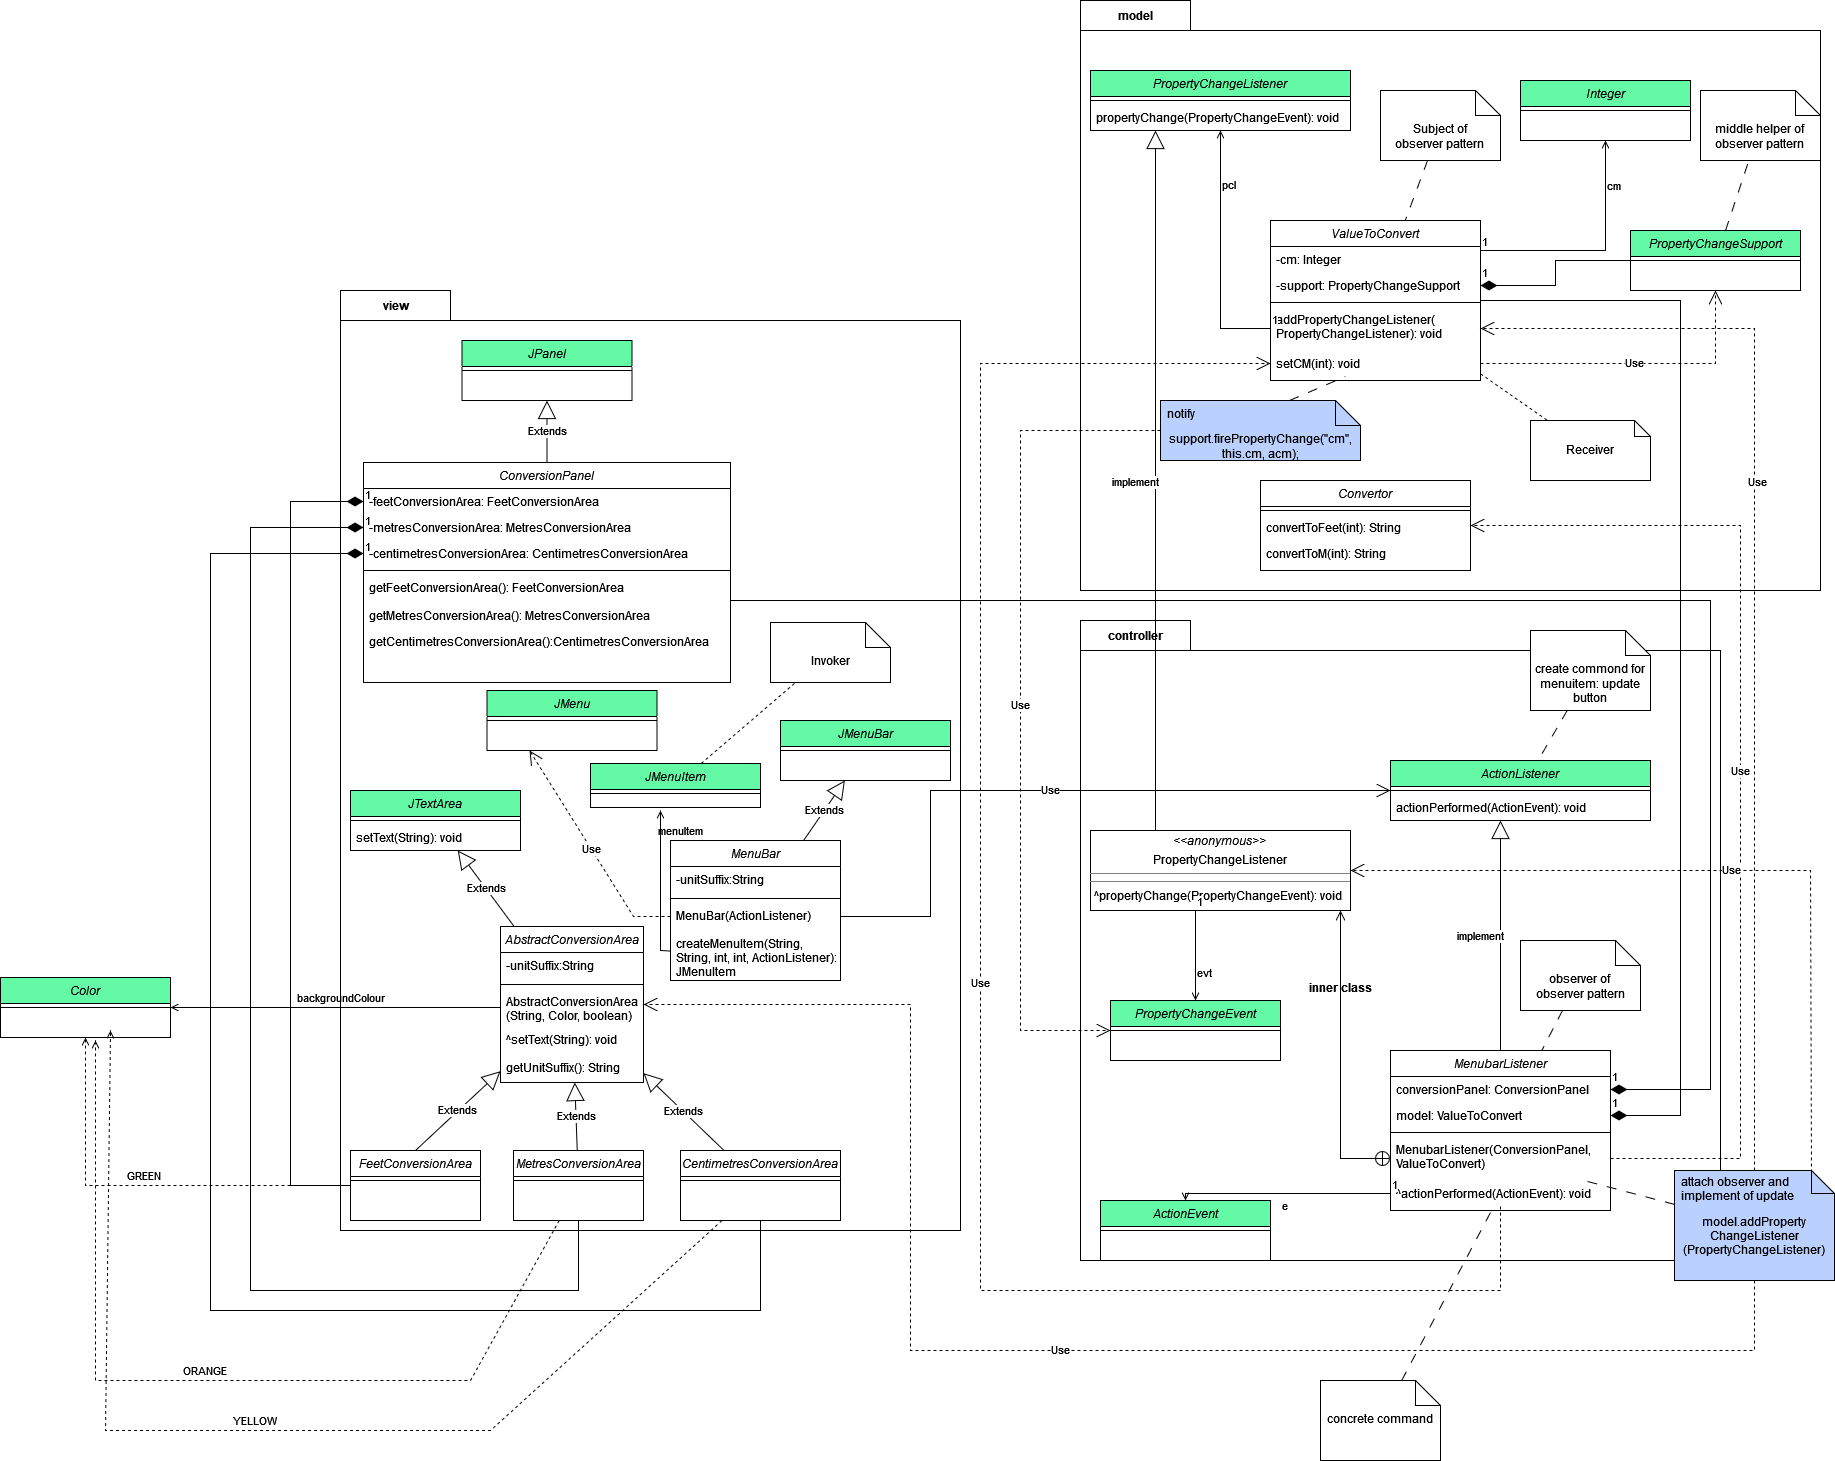 model
PropertyChangeListener
propertyChange(PropertyChangeEvent): void
Subject of
observer pattern
Integer
middle helper of
observer pattern
pcl
cm
ValueToConvert
-cm: Integer
-support: PropertyChangeSupport
addPropertyChangeListener(
PropertyChangeListener): void
setCM(int): void
1
1
1
PropertyChangeSupport
Use
notify
support.firePropertyChange("cm",
this.cm, acm);
Receiver
implement
Use
Convertor
convertToFeet(int): String
convertToM(int): String
view
JPanel
Extends
ConversionPanel
1
-feetConversionArea: FeetConversionArea
1
-metresConversionArea: MetresConversionArea
1
-centimetresConversionArea: CentimetresConversionArea
getFeetConversionArea(): FeetConversionArea
getMetresConversionArea(): MetresConversionArea
getCentimetresConversionArea():CentimetresConversionArea
Invoker
JMenu
JMenuBar
JMenuItem
JTextArea
setText(String): void
Extends
menuItem
Use
Extends
MenuBar
-unitSuffix:String
MenuBar(ActionListener)
createMenuItem(String,
String, int, int, ActionListener):
JMenuItem
AbstractConversionArea
-unitSuffix:String
AbstractConversionArea
(String, Color, boolean)
^setText(String): void
getUnitSuffix(): String
Color
backgroundColour
Extends
Extends
Extends
FeetConversionArea
MetresConversionArea
CentimetresConversionArea
GREEN
ORANGE
YELLOW
controller
create commond for
menuitem: update
button
Use
Use
Use
ActionListener
actionPerformed(ActionEvent): void
<<anonymous>>
PropertyChangeListener
^propertyChange(PropertyChangeEvent): void
1
Use
implement
evt
Use
inner class
observer of
observer pattern
PropertyChangeEvent
MenubarListener
conversionPanel: ConversionPanel
1
model: ValueToConvert
1
MenubarListener(ConversionPanel,
ValueToConvert)
1
^actionPerformed(ActionEvent): void
e
ActionEvent
attach observer and
implement of update
model.addProperty
ChangeListener
(PropertyChangeListener)
Use
concrete command